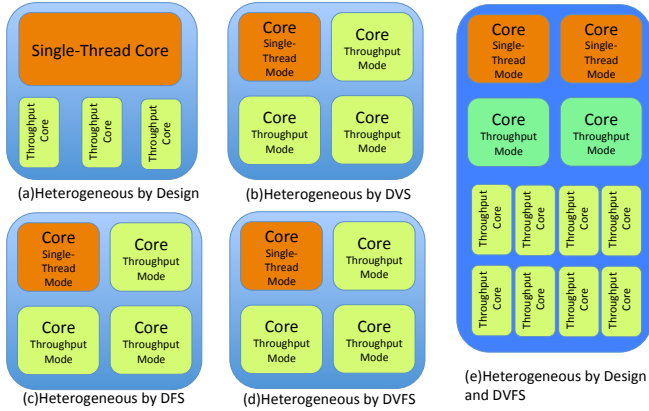 Single-Thread Core
Throughput
Core
Throughput
Core
Throughput
Core
(a)Heterogeneous by Design
Core
Single-
Thread
Mode
Core
Throughput
Mode
Core
Throughput
Mode
Core
Throughput
Mode
(b)Heterogeneous by DVS
Core
Single-
Thread
Mode
Core
Throughput
Mode
Core
Throughput
Mode
Core
Throughput
Mode
(c)Heterogeneous by DFS
Core
Single-
Thread
Mode
Core
Throughput
Mode
Core
Throughput
Mode
Core
Throughput
Mode
(d)Heterogeneous by DVFS
Core
Single-
Thread
Mode
Core
Single-
Thread
Mode
Core
Throughput
Mode
Core
Throughput
Mode
Throughput
Core
Throughput
Core
Throughput
Core
Throughput
Core
Throughput
Core
Throughput
Core
Throughput
Core
Throughput
Core
(e)Heterogeneous by Design
and DVFS